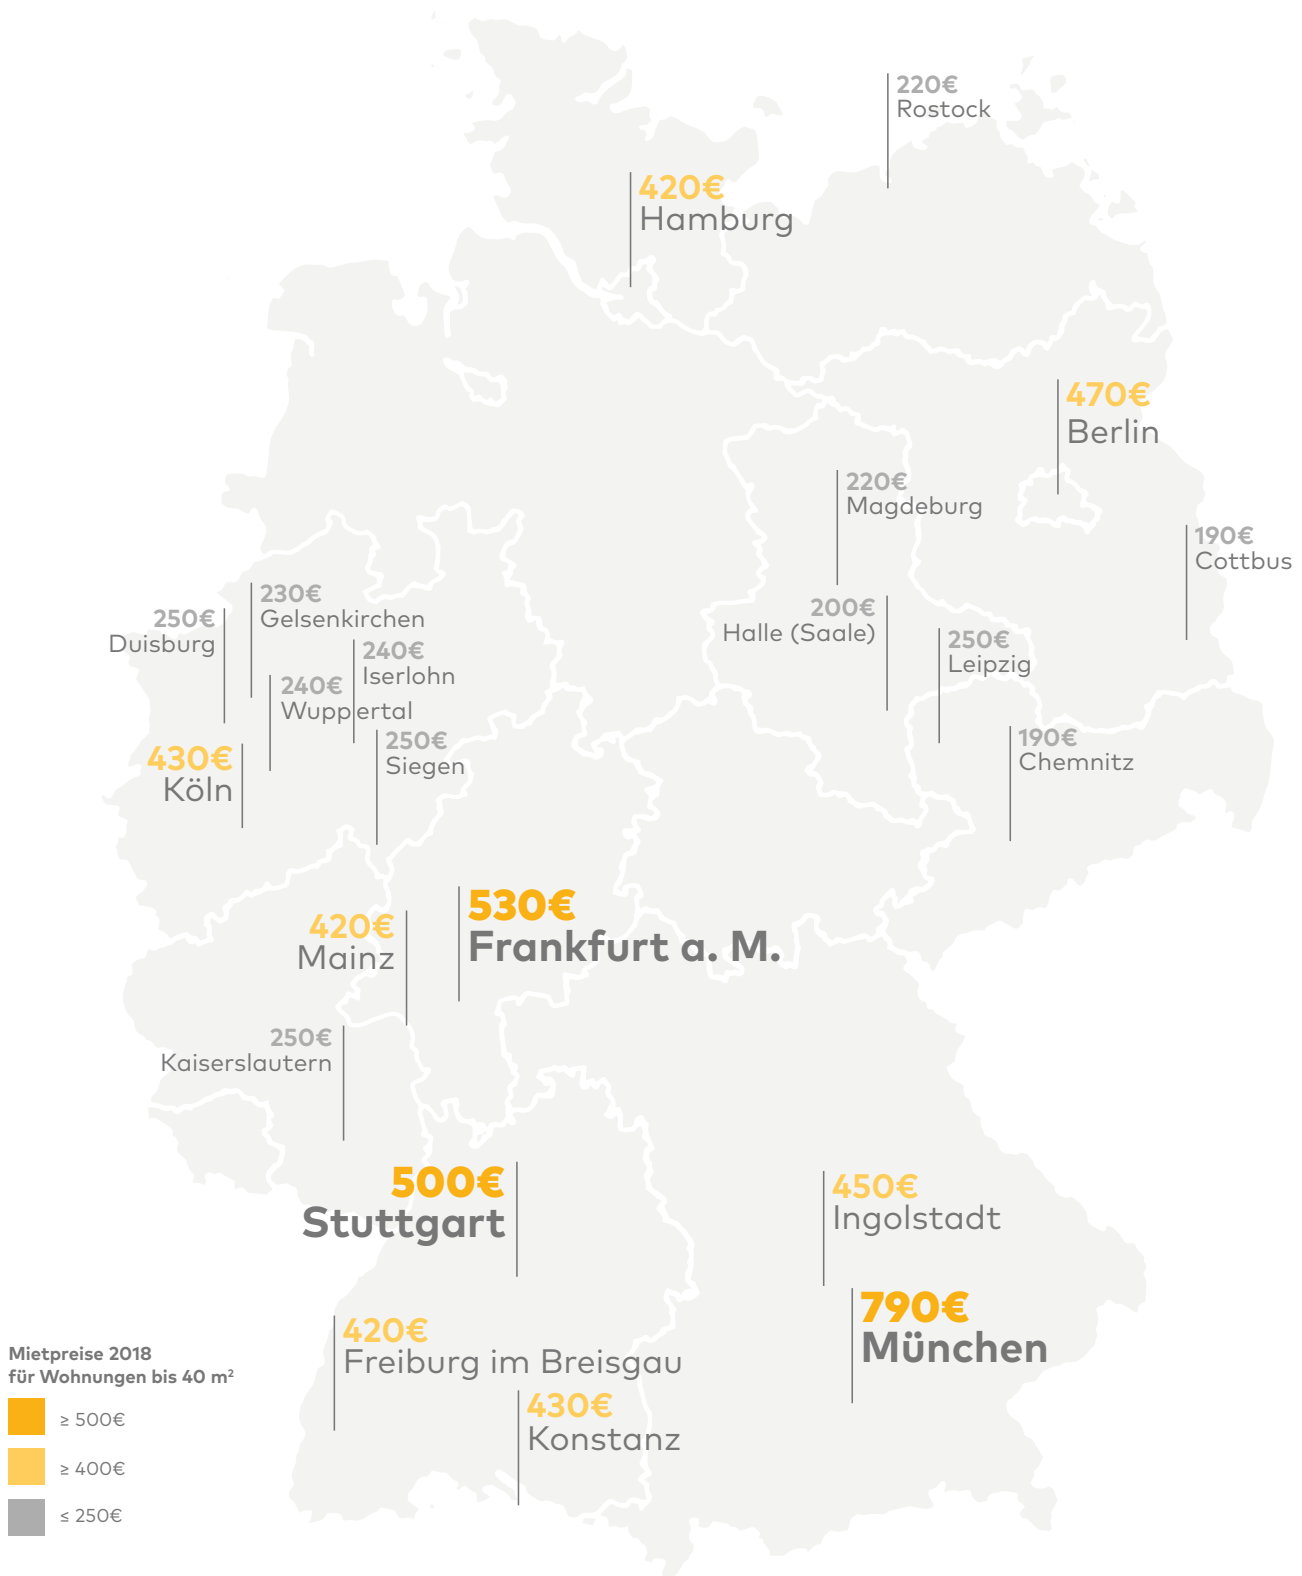 220€
Rostock
420€
Hamburg
470€
Berlin
220€
Magdeburg
190€
Cottbus
230€
Gelsenkirchen
250€
Duisburg
200€
Halle (Saale)
250€
Leipzig
240€
Iserlohn
240€
Wuppertal
190€
Chemnitz
250€
Siegen
430€
Köln
530€
Frankfurt a. M.
420€
Mainz
250€
Kaiserslautern
500€
Stuttgart
450€
Ingolstadt
790€
München
420€
Freiburg im Breisgau
430€
Konstanz
Mietpreise 2018
für Wohnungen bis 40 m²
≥ 500€
≥ 400€
≤ 250€